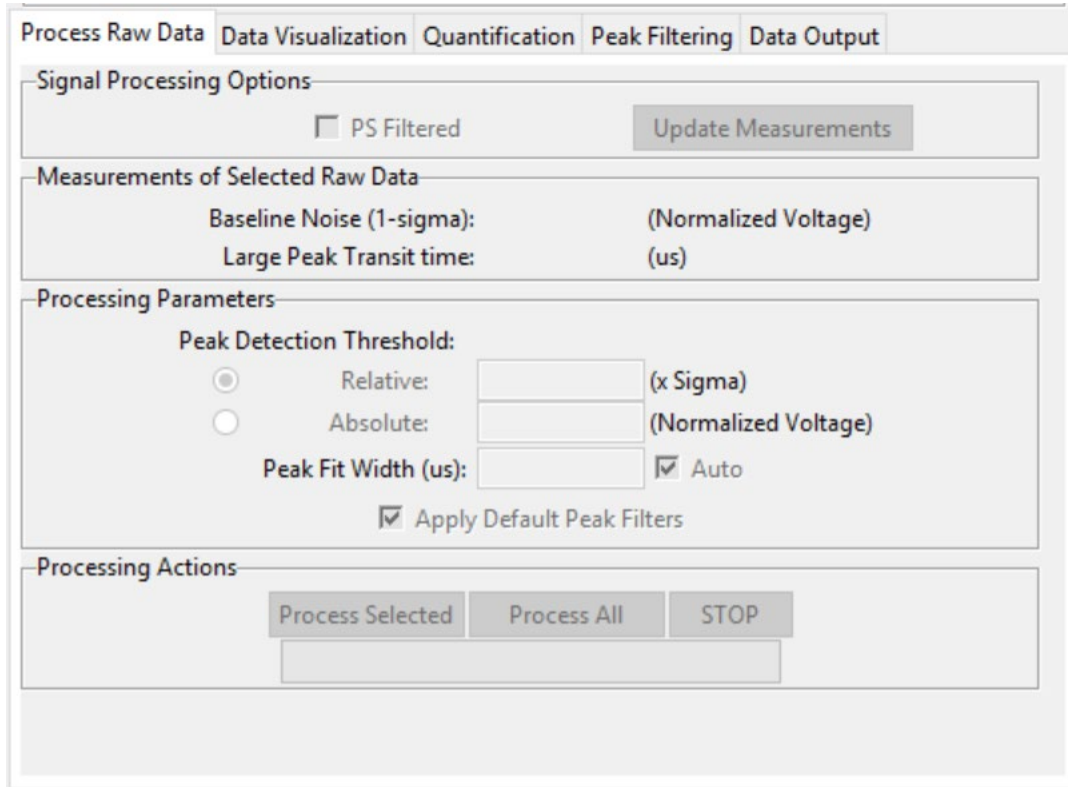 Process Raw Data Data Visualization Quantification Peak Filtering Data Output
Signal Processing Options
PS Filtered Update Measurements
Measurements of Selected Raw Data
Baseline Noise (1-sigma): (Normalized Voltage)
Large Peak Transit time: (us)
Processing Parameters
Peak Detection Threshold:
Relative: (x Sigma)
Absolute: (Normalized Voltage)
Peak Fit Width (us): Auto
Apply Default Peak Filters
Processing Actions
Process Selected Process All STOP